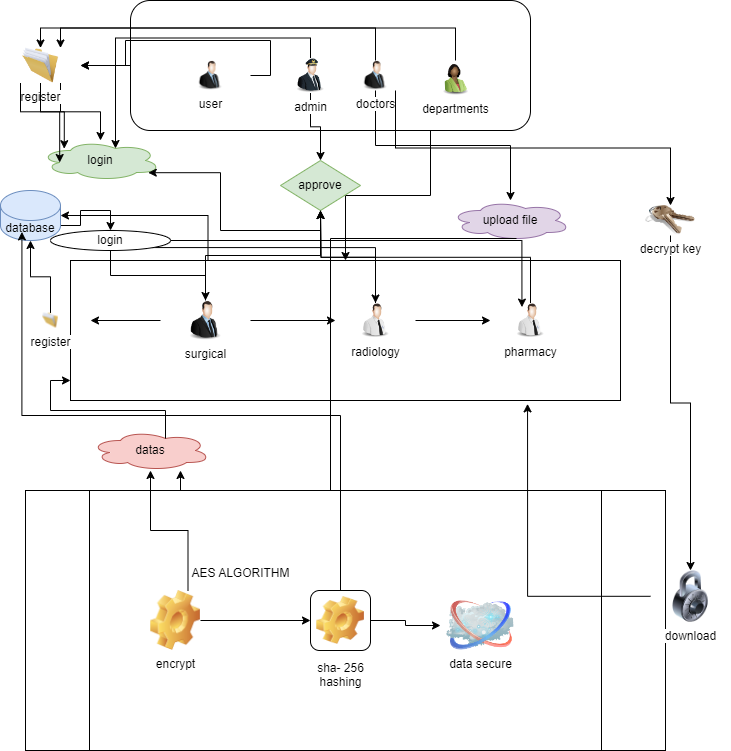 user
admin
doctors
departments
register
login
approve
upload file
database
login
decrypt key
register
surgical
radiology
pharmacy
datas
AES ALGORITHM
encrypt
sha- 256
hashing
data secure
download